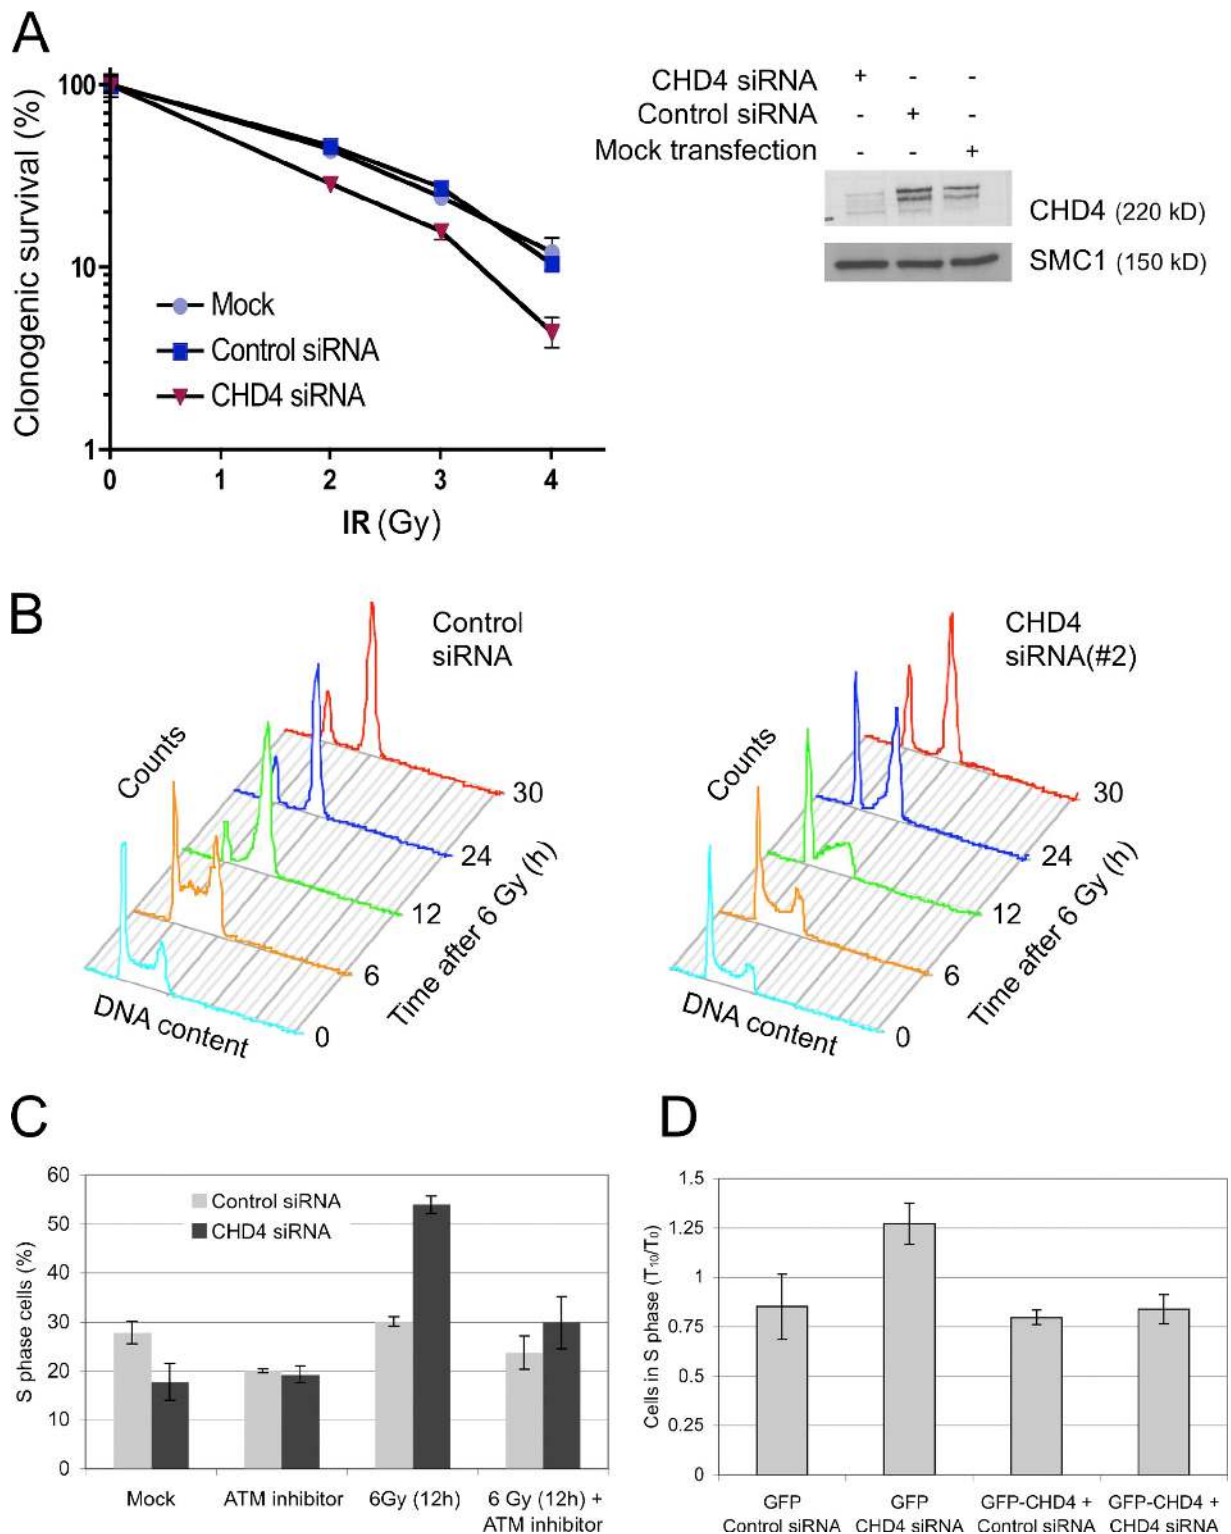 A
Clonogenic survival (%)
100
10
1
Mock
Control siRNA
CHD4 siRNA
0 1 2 3 4
IR (Gy)
CHD4 siRNA + - -
Control siRNA - + -
Mock transfection - - +
CHD4 (220 kD)
SMC1 (150 kD)
B
Control
siRNA
Counts
30
24
12
6
0
Time after 6 Gy (h)
DNA content
CHD4
siRNA(#2)
Counts
30
24
12
6
0
Time after 6 Gy (h)
DNA content
C
S phase cells (%)
60
50
40
30
20
10
0
Control siRNA
CHD4 siRNA
Mock ATM inhibitor 6Gy (12h) 6 Gy (12h) +
ATM inhibitor
D
Cells in S phase (T10/T0)
1.5
1.25
1
0.75
0.5
0.25
0
GFP GFP GFP-CHD4 + GFP-CHD4 +
Control siRNA CHD4 siRNA Control siRNA CHD4 siRNA